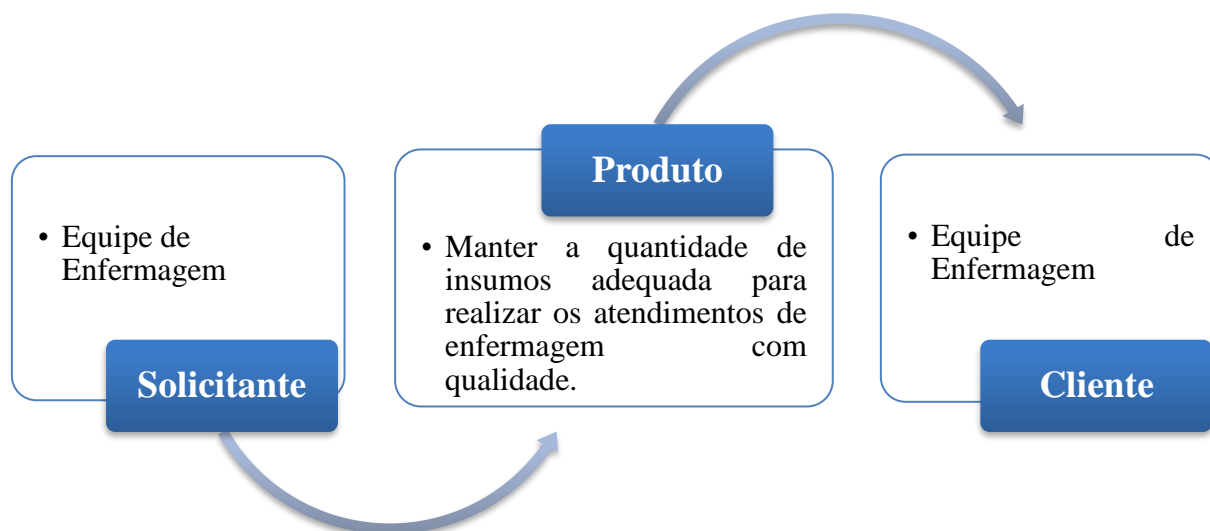 • Equipe de
Enfermagem
Solicitante
Produto
• Manter a quantidade de
insumos adequada para
realizar os atendimentos de
enfermagem com
qualidade.
• Equipe de
Enfermagem
Cliente